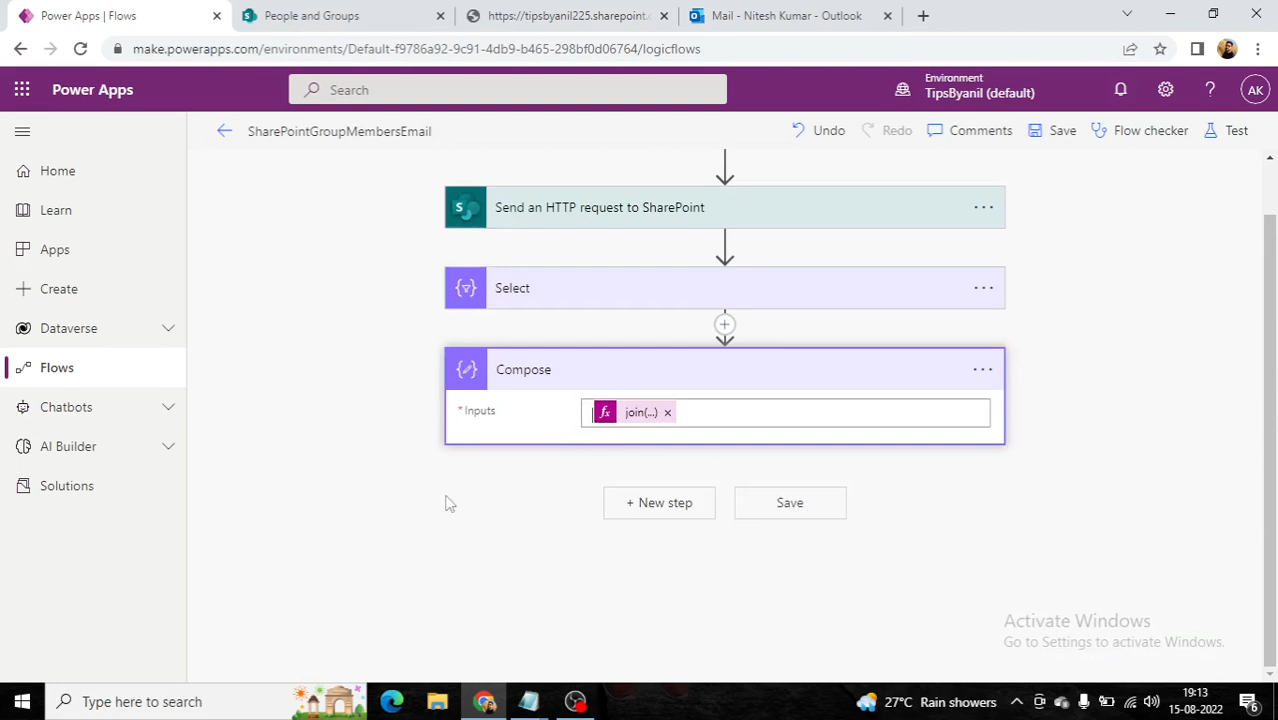 Power Apps | Flows
People and Groups
https://tipsbyanil225.sharepoint.
Mail - Nitesh Kumar - Outlook
make.powerapps.com/environments/Default-f9786a92-9c91-4db9-b465-298bf0d06764/logicflows
Power Apps
Search
Environment
TipsByanil (default)
AK
SharePointGroupMembersEmail
Undo
Redo
Comments
Save
Flow checker
Test
Home
Learn
Apps
Create
Dataverse
Flows
Chatbots
AI Builder
Solutions
Send an HTTP request to SharePoint
Select
Compose
* Inputs
fx join(...) ×
+ New step
Save
Activate Windows
Go to Settings to activate Windows.
Type here to search
27°C Rain showers
19:13
15-08-2022
6